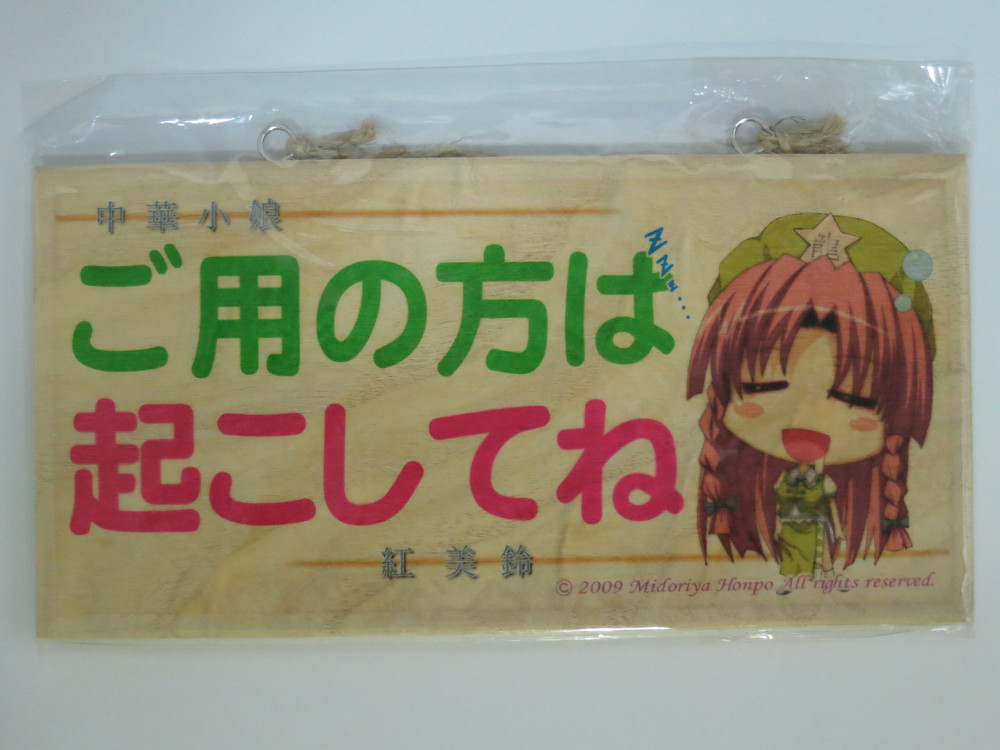 中華小娘
ご用の方は
zzz...
龍
起こしてね
紅美鈴
© 2009 Midoriya Honpo All rights reserved.